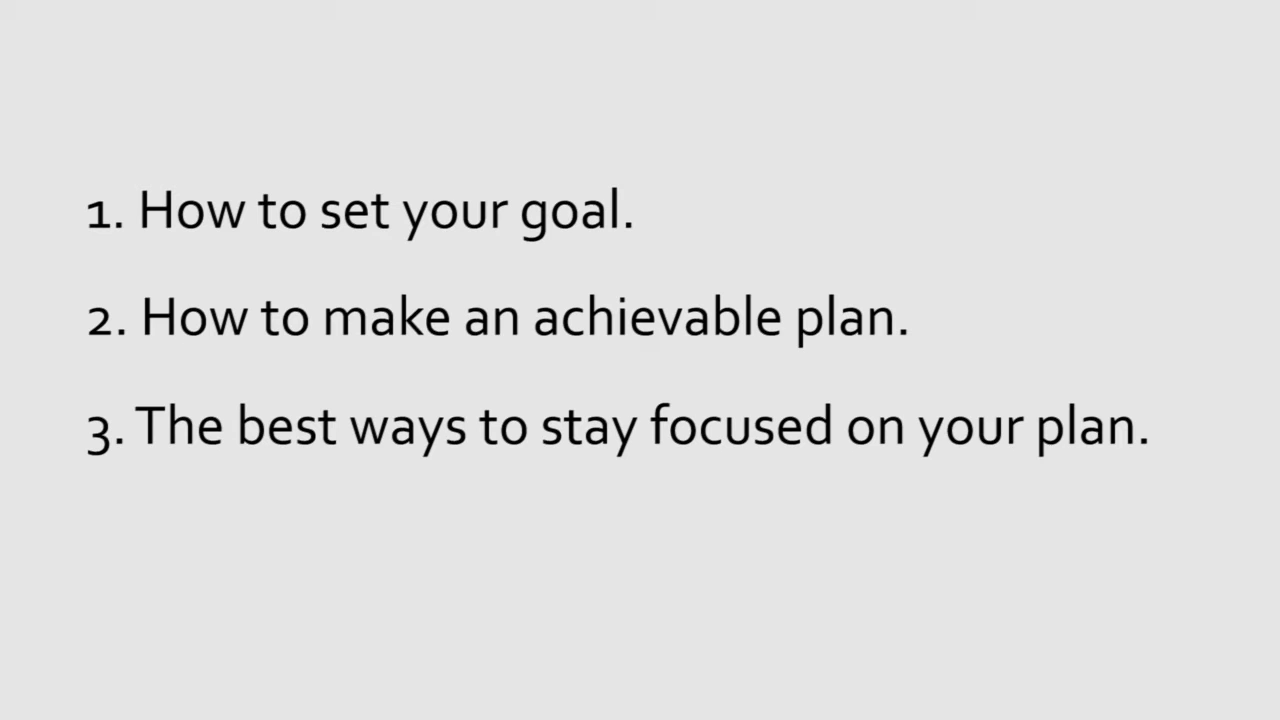 1. How to set your goal.
2. How to make an achievable plan.
3. The best ways to stay focused on your plan.